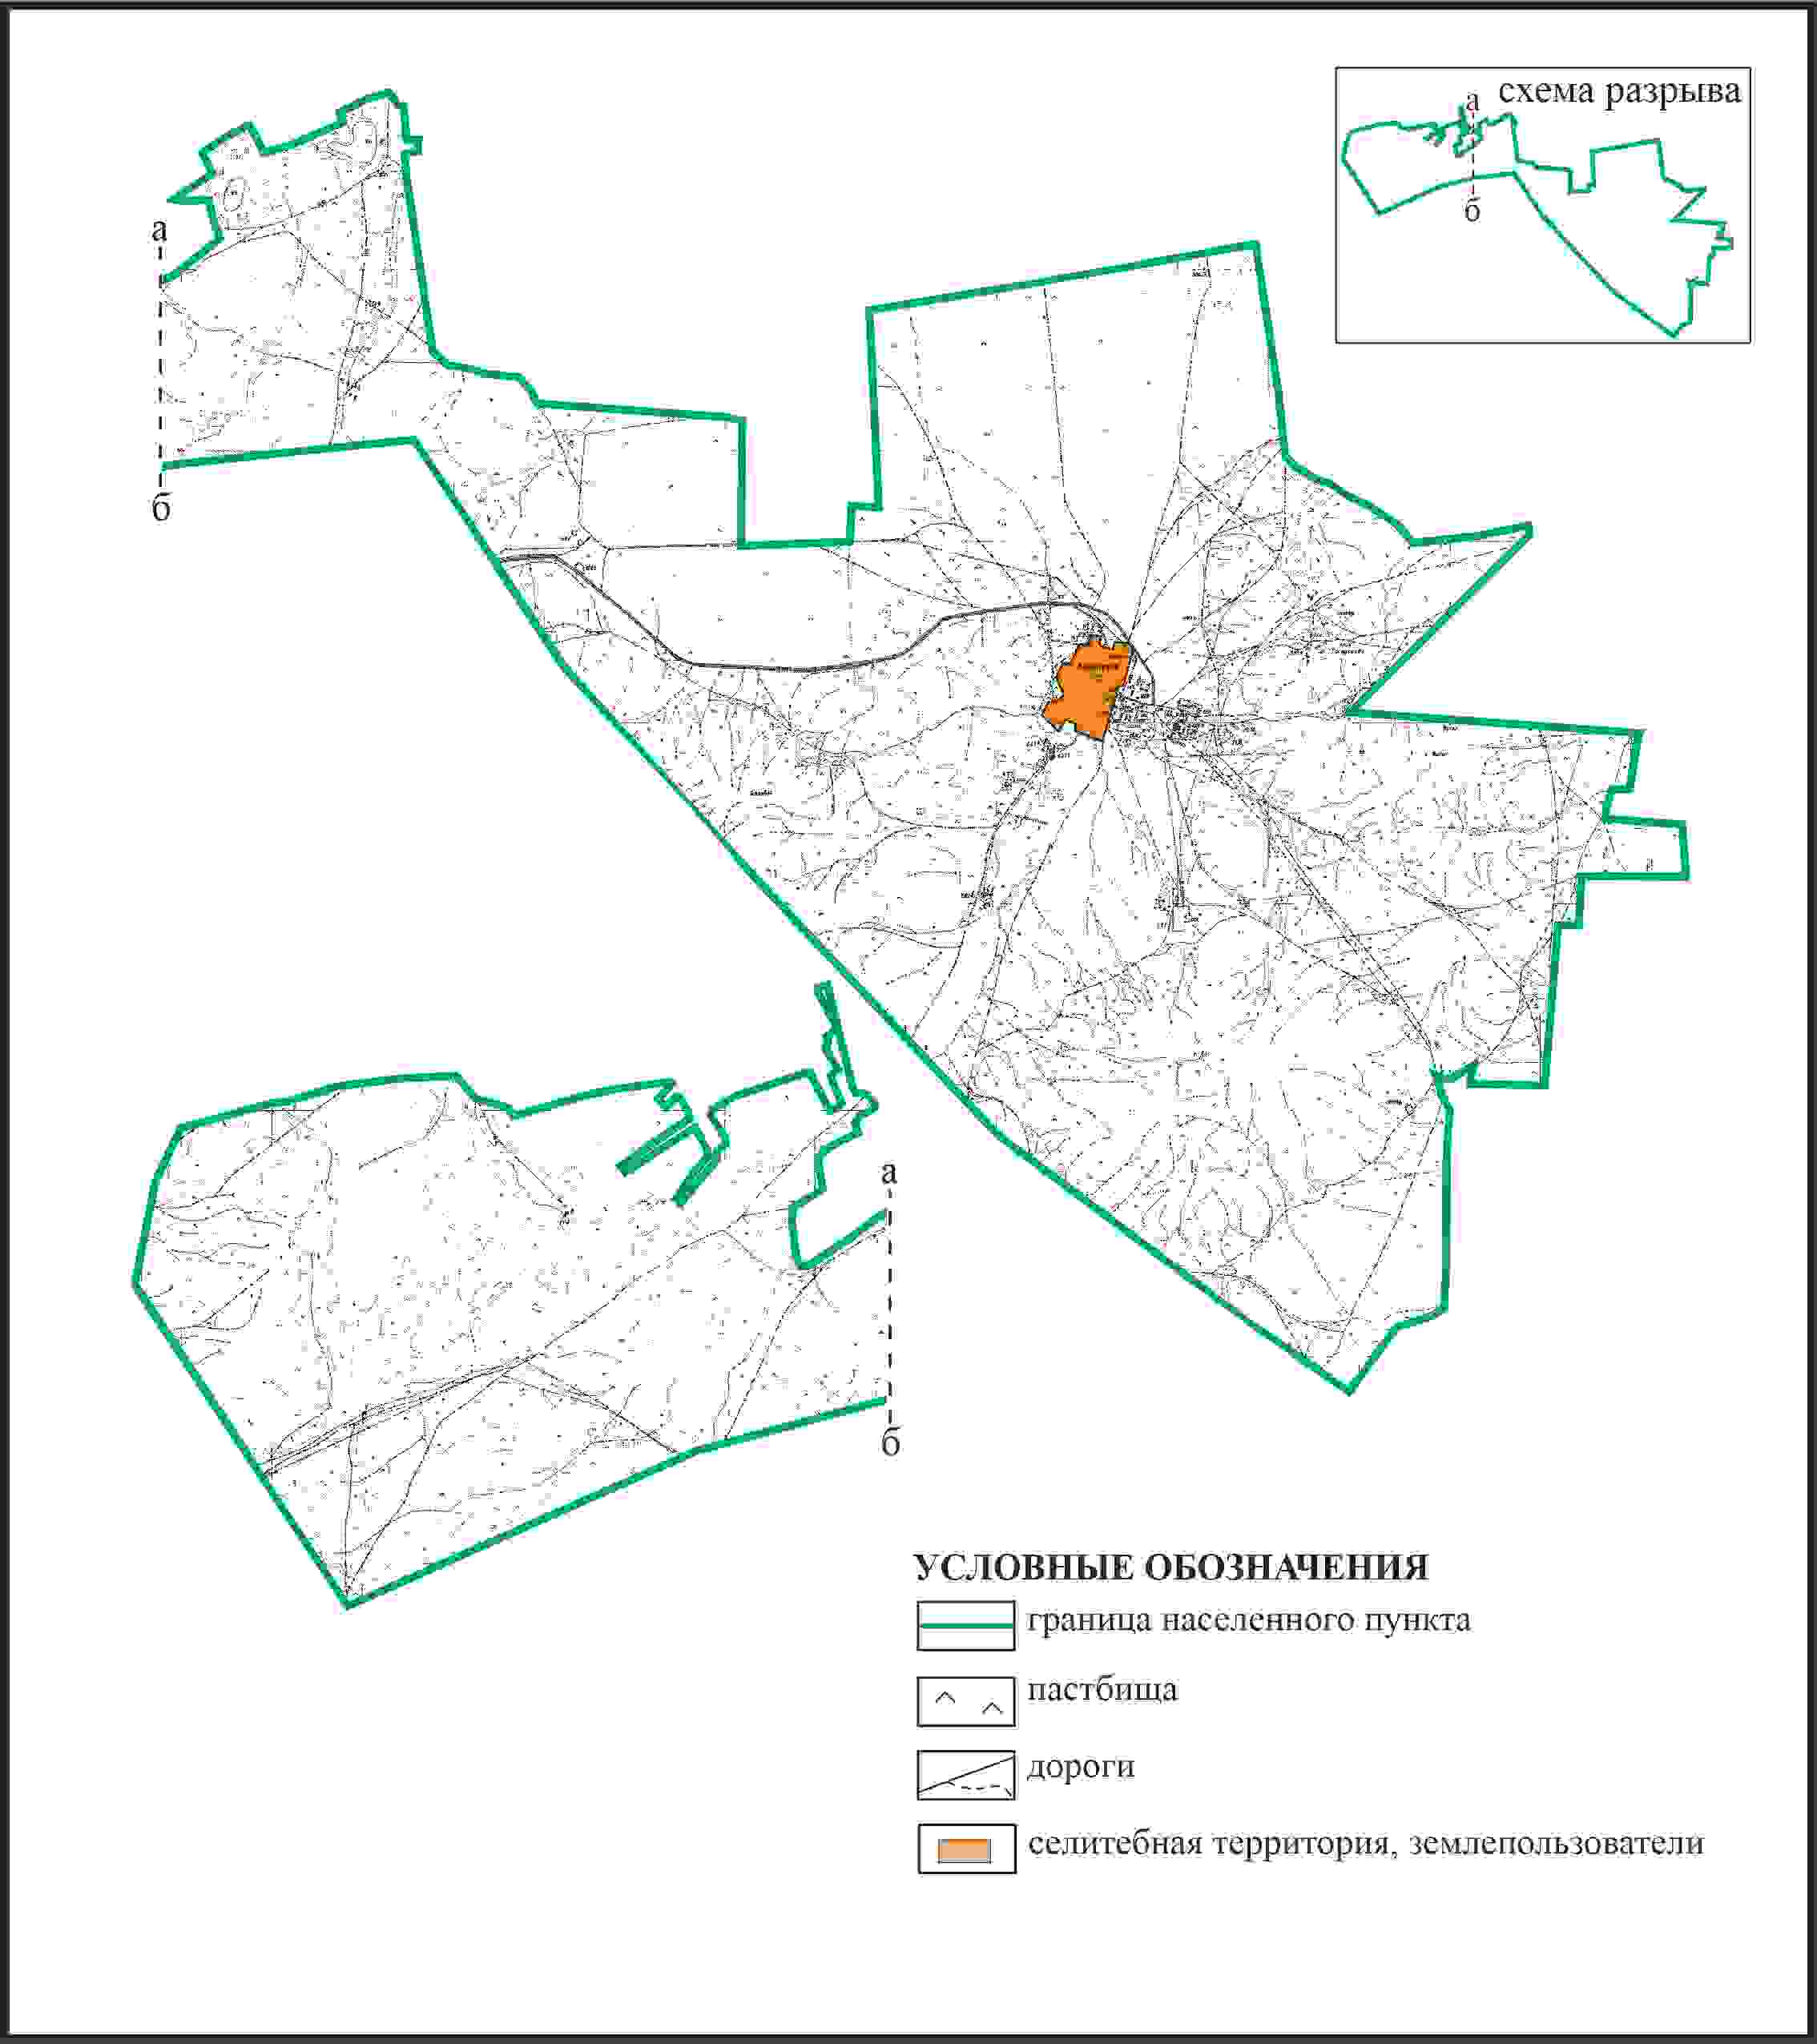 а схема разрыва
б
а
б
а
б
УСЛОВНЫЕ ОБОЗНАЧЕНИЯ
граница населенного пункта
пастбища
дороги
селитебная территория, землепользователи